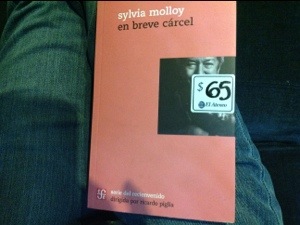 sylvia molloy
en breve cárcel
$ 65
El Ateneo
serie del recienvenido
dirigida por ricardo piglia